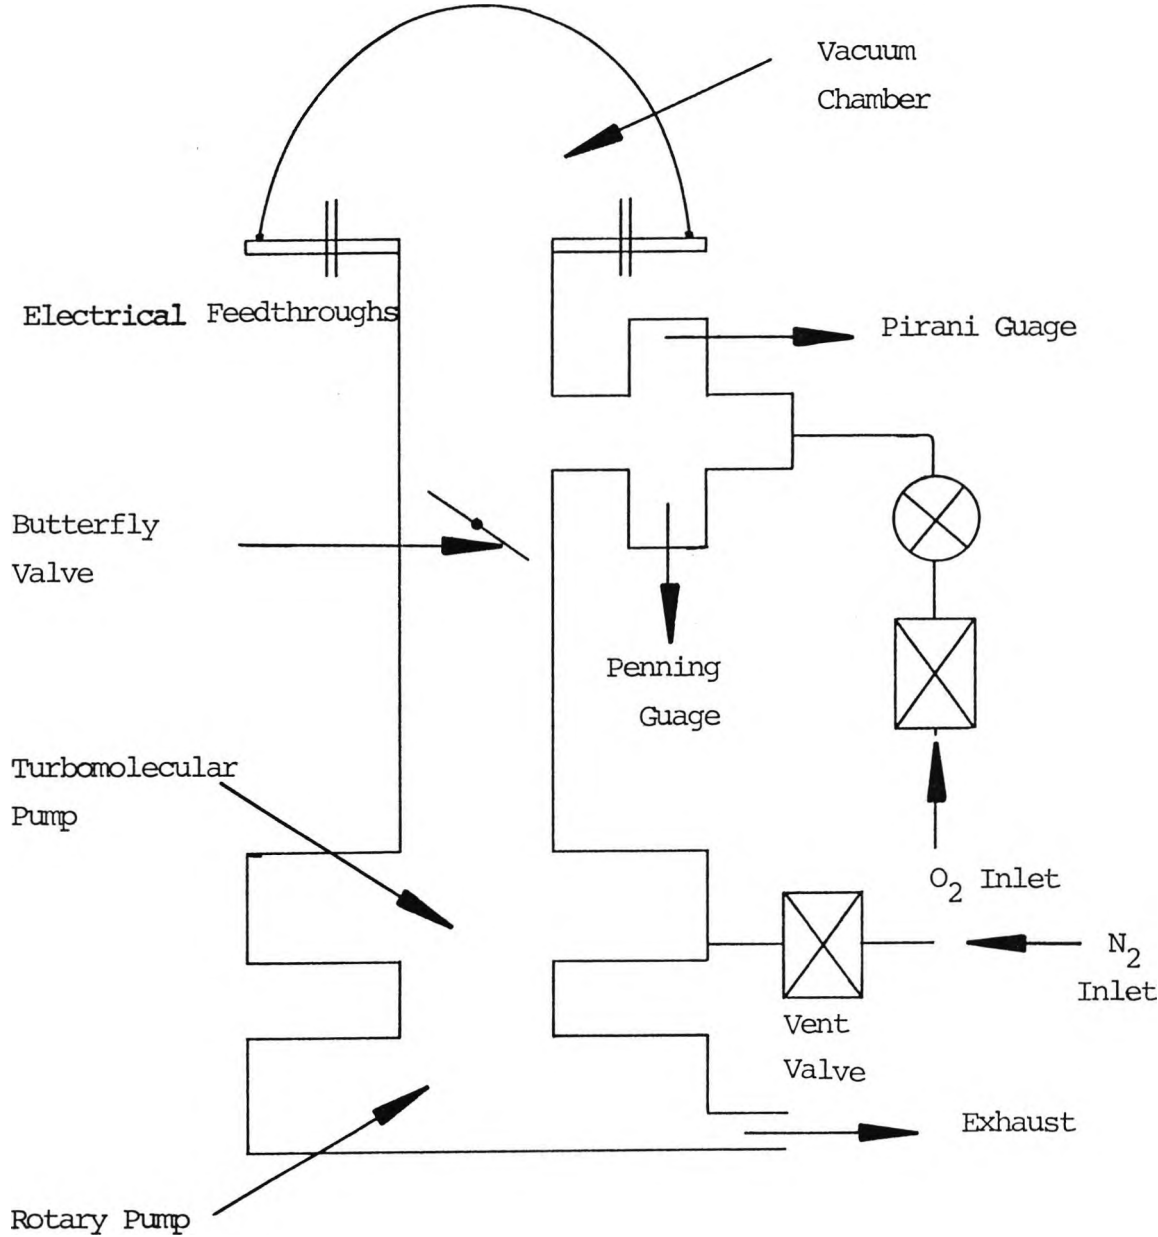 Vacuum
Chamber
Electrical Feedthroughs
Pirani Guage
Butterfly
Valve
Penning
Guage
Turbomolecular
Pump
O2 Inlet
N2
Inlet
Vent
Valve
Exhaust
Rotary Pump